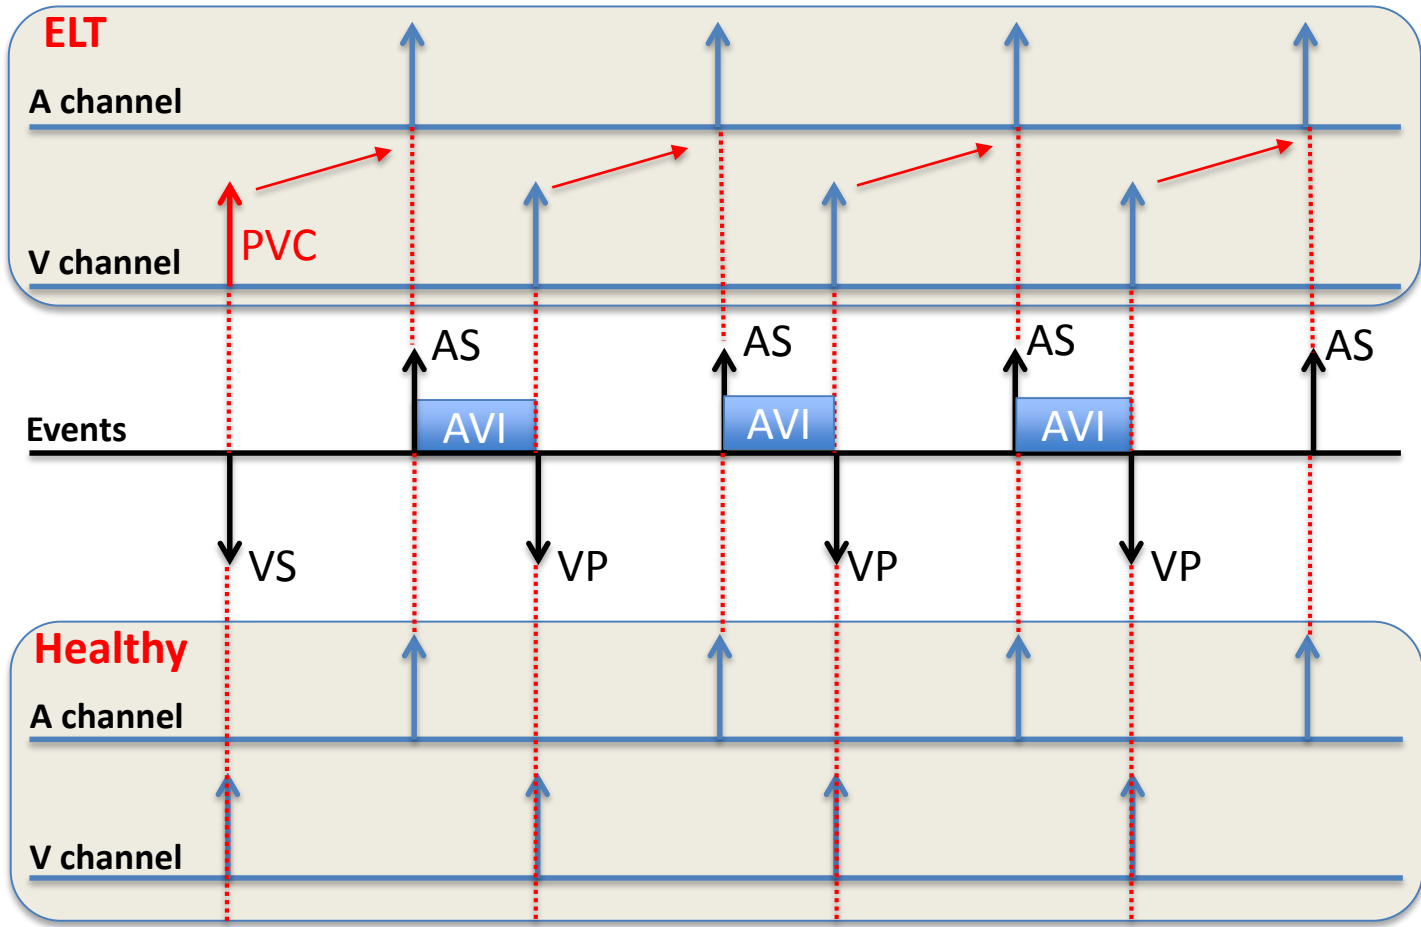 ELT
A channel
PVC
V channel
AS AS AS AS
AVI AVI AVI
Events
VS VP VP VP
Healthy
A channel
V channel